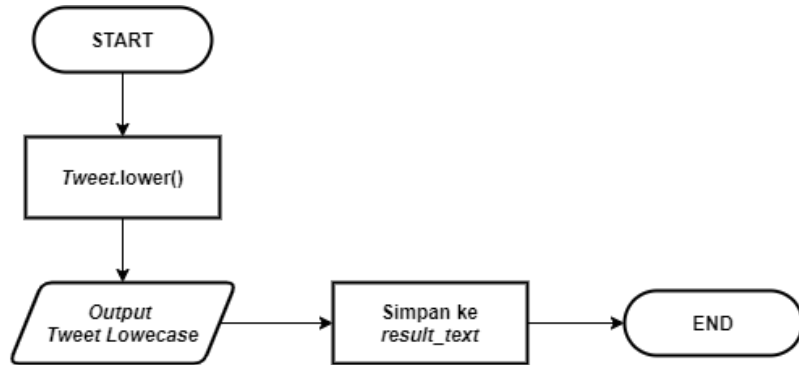 START
Tweet.lower()
Output
Tweet Lowecase
Simpan ke
result_text
END